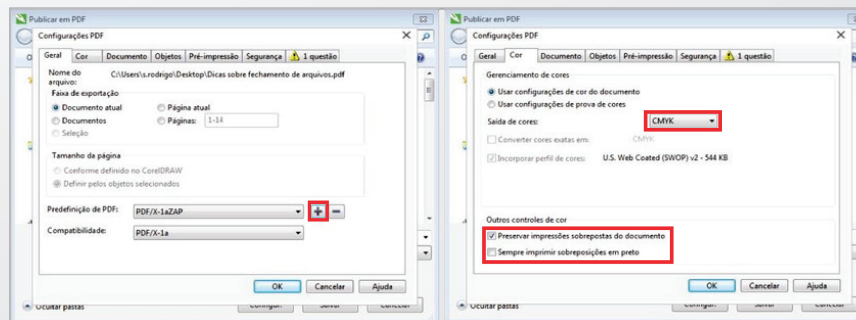 Publicar em PDF
Configurações PDF
Geral Cor Documento Objetos Pré-impressão Segurança 1 questão
Nome do arquivo: C:\Users\s.rodrigo\Desktop\Dicas sobre fechamento de arquivos.pdf
Faixa de exportação
Documento atual Página atual
Documentos Páginas: 1-14
Seleção
Tamanho da página
Conforme definido no CorelDRAW
Definir pelos objetos selecionados
Predefinição de PDF: PDF/X-1aZAP + -
Compatibilidade: PDF/X-1a
OK Cancelar Ajuda
Ocultar pastas
Publicar em PDF
Configurações PDF
Geral Cor Documento Objetos Pré-impressão Segurança 1 questão
Gerenciamento de cores
Usar configurações de cor do documento
Usar configurações de prova de cores
Saída de cores: CMYK
Converter cores exatas em: CMYK
Incorporar perfil de cores: U.S. Web Coated (SWOP) v2 - 544 KB
Outros controles de cor
Preservar impressões sobrepostas do documento
Sempre imprimir sobreposições em preto
OK Cancelar Ajuda
Ocultar pastas